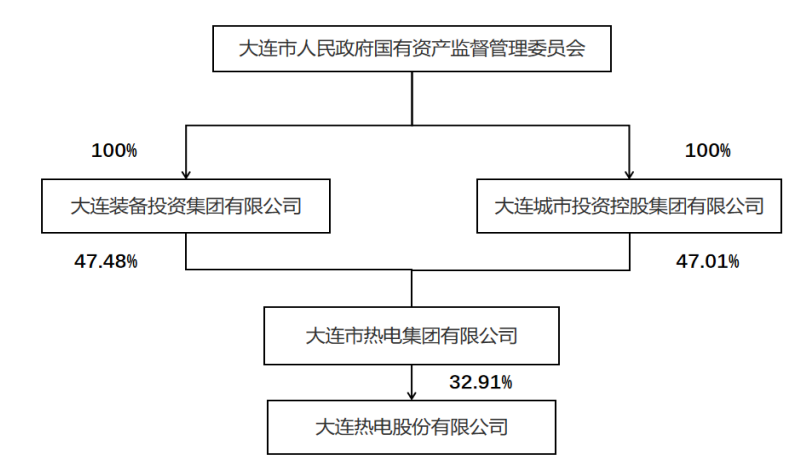 大连市人民政府国有资产监督管理委员会
100%
100%
大连装备投资集团有限公司
大连城市投资控股集团有限公司
47.48%
47.01%
大连市热电集团有限公司
32.91%
大连热电股份有限公司